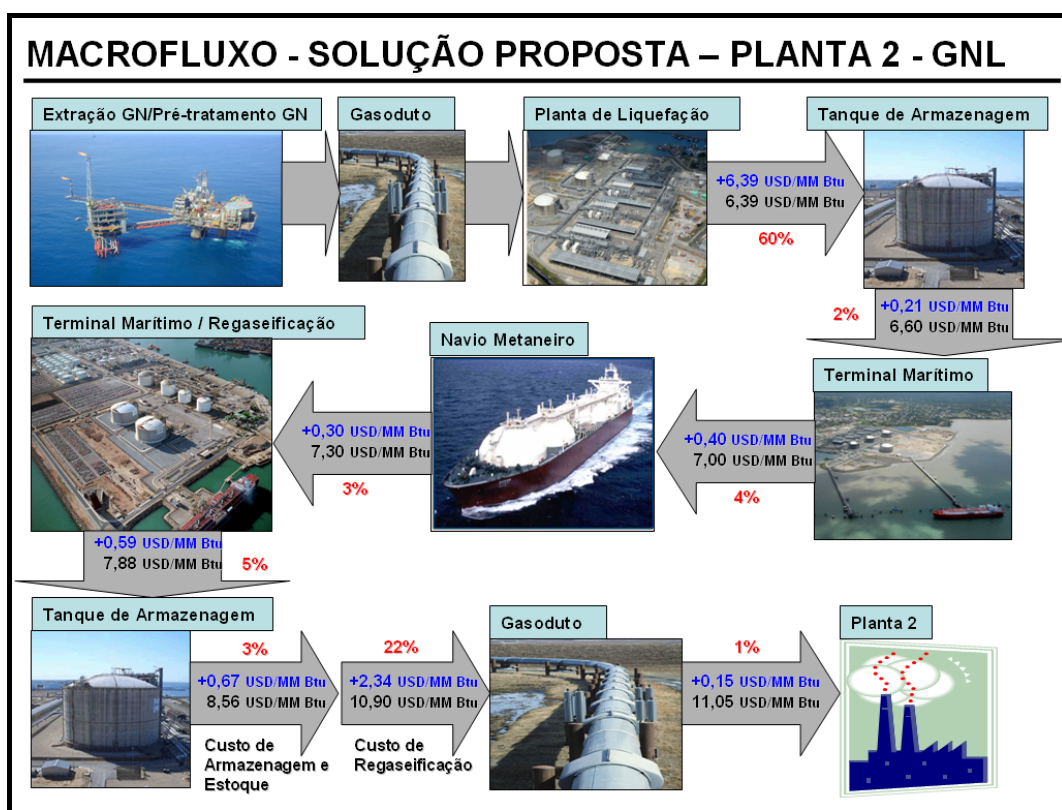 MACROFLUXO - SOLUÇÃO PROPOSTA – PLANTA 2 - GNL
Extração GN/Pré-tratamento GN
Gasoduto
Planta de Liquefação
Tanque de Armazenagem
+6,39 USD/MM Btu
6,39 USD/MM Btu
60%
2%
+0,21 USD/MM Btu
6,60 USD/MM Btu
Terminal Marítimo / Regaseificação
Navio Metaneiro
Terminal Marítimo
+0,30 USD/MM Btu
7,30 USD/MM Btu
3%
+0,40 USD/MM Btu
7,00 USD/MM Btu
4%
+0,59 USD/MM Btu
7,88 USD/MM Btu
5%
Tanque de Armazenagem
3%
+0,67 USD/MM Btu
8,56 USD/MM Btu
Custo de
Armazenagem e
Estoque
22%
+2,34 USD/MM Btu
10,90 USD/MM Btu
Custo de
Regaseificação
Gasoduto
1%
+0,15 USD/MM Btu
11,05 USD/MM Btu
Planta 2